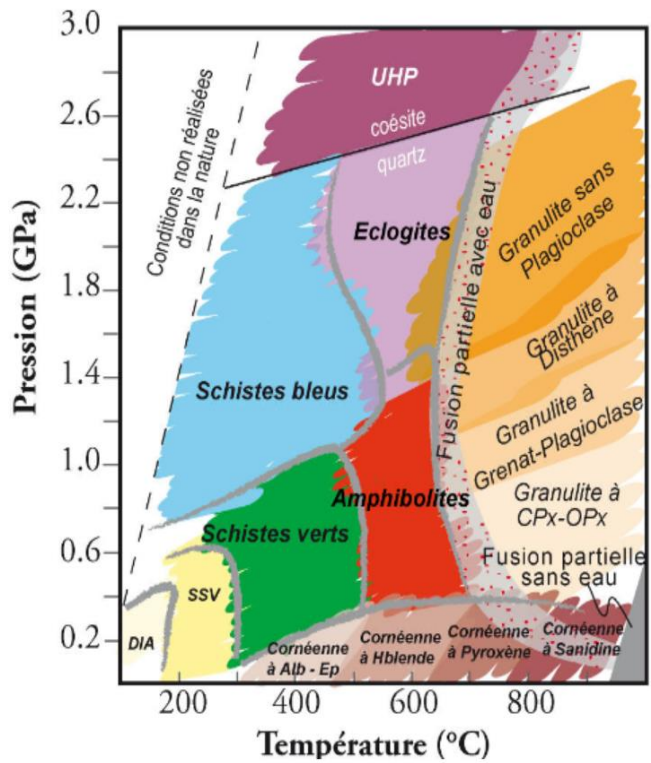 3.0
2.6
2.2
1.8
1.4
1.0
0.6
0.2
Pression (GPa)
Conditions non réalisées
dans la nature
UHP
coésite
quartz
Eclogites
Fusion partielle avec eau
Granulite sans
Plagioclase
Granulite à
Disthène
Granulite à
Grenat-Plagioclase
Granulite à
CPx-OPx
Schistes bleus
Amphibolites
Schistes verts
Fusion partielle
sans eau
SSV
DIA
Cornéenne
à Alb - Ep
Cornéenne
à Hblende
Cornéenne
à Pyroxène
Cornéenne
à Sanidine
200
400
600
800
Température (°C)